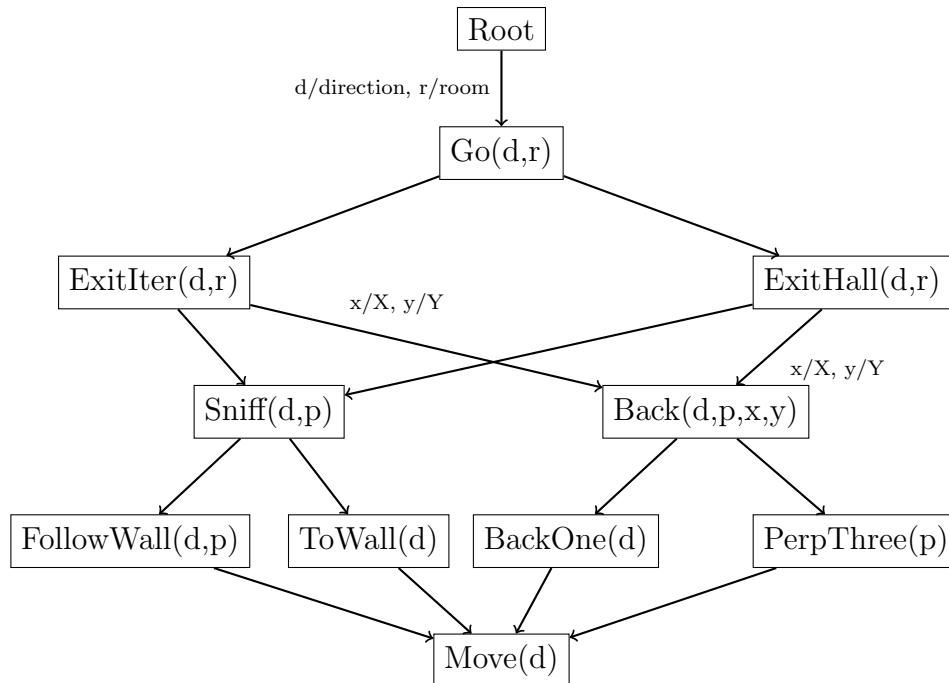 Root
d/direction, r/room
Go(d,r)
ExitIter(d,r)
ExitHall(d,r)
x/X, y/Y
x/X, y/Y
Sniff(d,p)
Back(d,p,x,y)
FollowWall(d,p)
ToWall(d)
BackOne(d)
PerpThree(p)
Move(d)